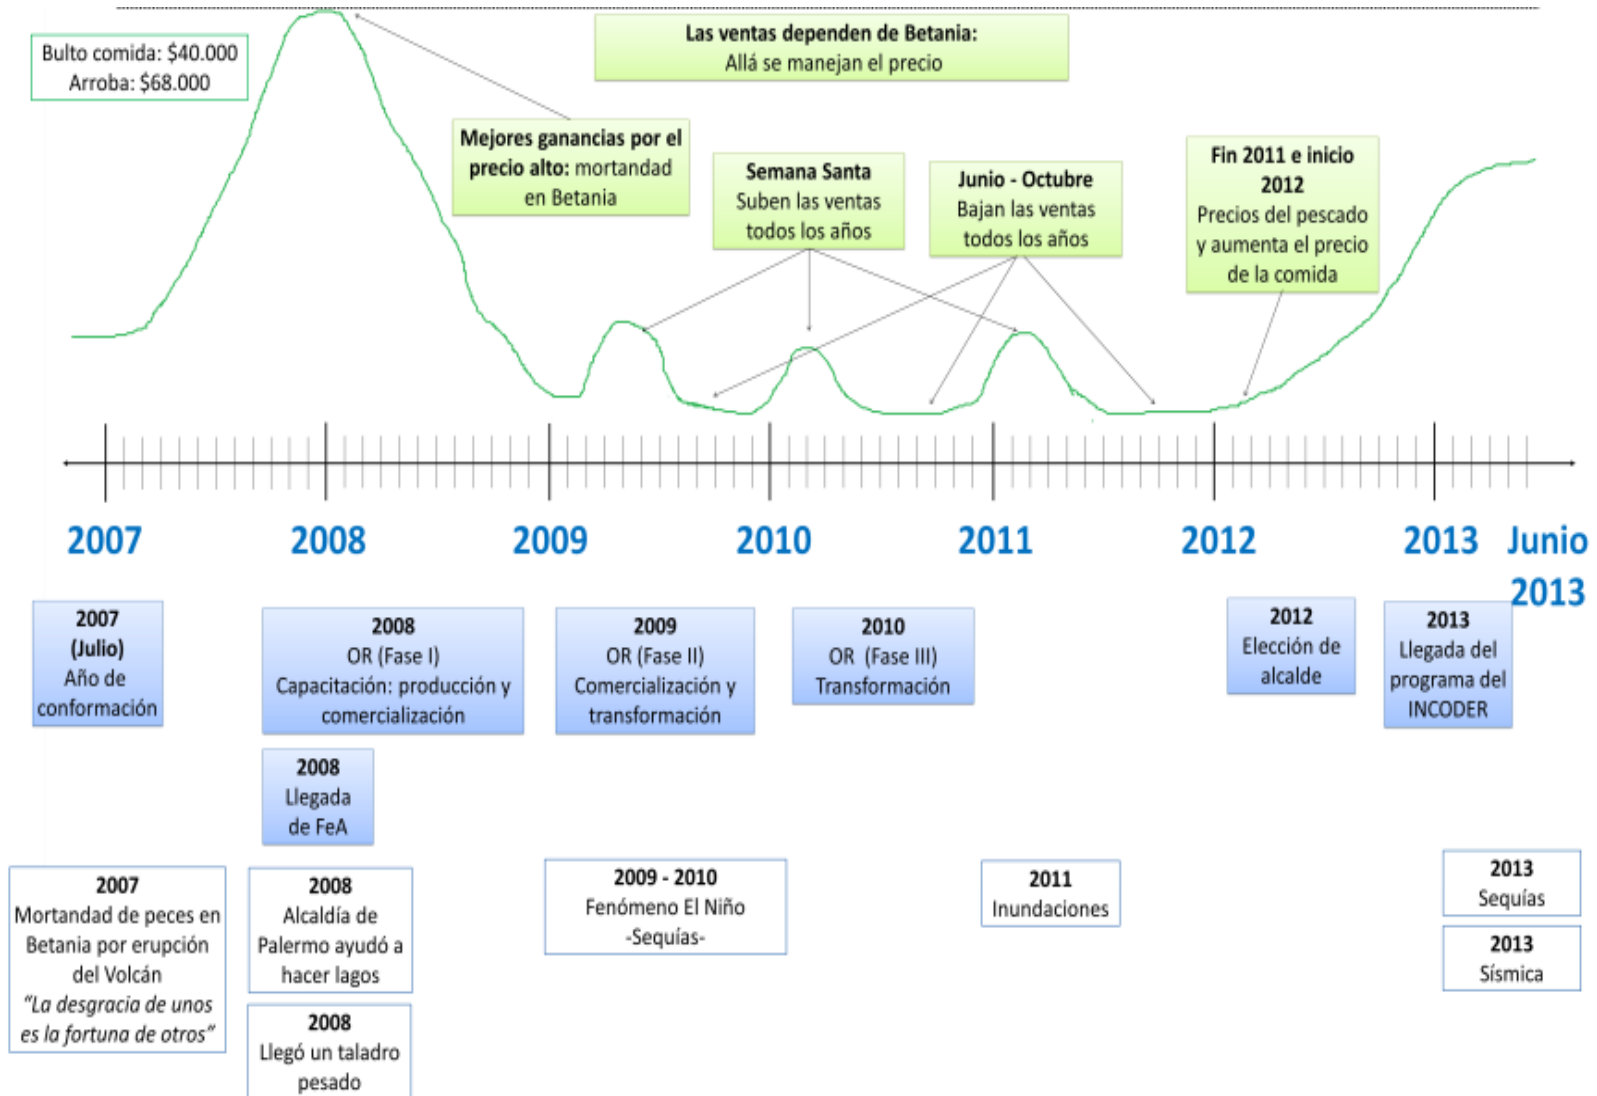 Bulto comida: $40.000
Arroba: $68.000
Las ventas dependen de Betania:
Allá se manejan el precio
Mejores ganancias por el
precio alto: mortandad
en Betania
Semana Santa
Suben las ventas
todos los años
Junio - Octubre
Bajan las ventas
todos los años
Fin 2011 e inicio
2012
Precios del pescado
y aumenta el precio
de la comida
2007
2008
2009
2010
2011
2012
2013
Junio
2013
2007
(Julio)
Año de
conformación
2008
OR (Fase I)
Capacitación: producción y
comercialización
2009
OR (Fase II)
Comercialización y
transformación
2010
OR (Fase III)
Transformación
2012
Elección de
alcalde
2013
Llegada del
programa del
INCODER
2008
Llegada
de FeA
2007
Mortandad de peces en
Betania por erupción
del Volcán
"La desgracia de unos
es la fortuna de otros"
2008
Alcaldía de
Palermo ayudó a
hacer lagos
2008
Llegó un taladro
pesado
2009 - 2010
Fenómeno El Niño
-Sequías-
2011
Inundaciones
2013
Sequías
2013
Sísmica